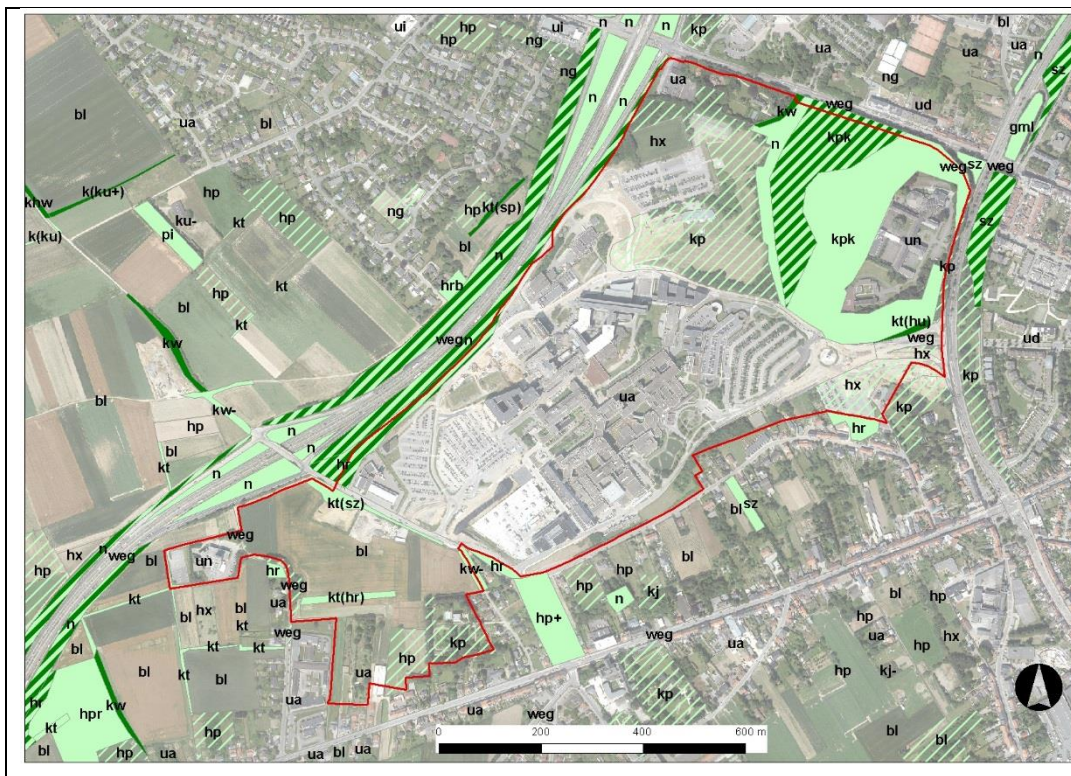 n n n
ui hp hp ui n kp bl ua n
hp ng ua ua sz
bl ng ng n n ua ng ud gml
ua bl kw weg kpk
hx n weg sz weg
k(ku+) hp
khw ku- kt hp ng hp kt(sp) sz
k(ku) pi bl n kp kpk un
bl hp kt hrb kp
kt kt(hu)
kw weg n weg ud
hx
bl kw- ua hx kp
hp kp
bl n hr
kt n n hr
kt(sz) bl sz
hx n weg bl weg un bl bl
hp kw- hr
hr hp hp kj
kt weg kt(hr) n bl hp
n bl hx bl ua hp+ hx
kt weg kp weg ua ua
bl bl kt kt hp hp kj- hp
hr kt bl ua ua kp
kt hpr kw
hp ua weg bl
bl hp ua ua bl ua
0 200 400 600 m